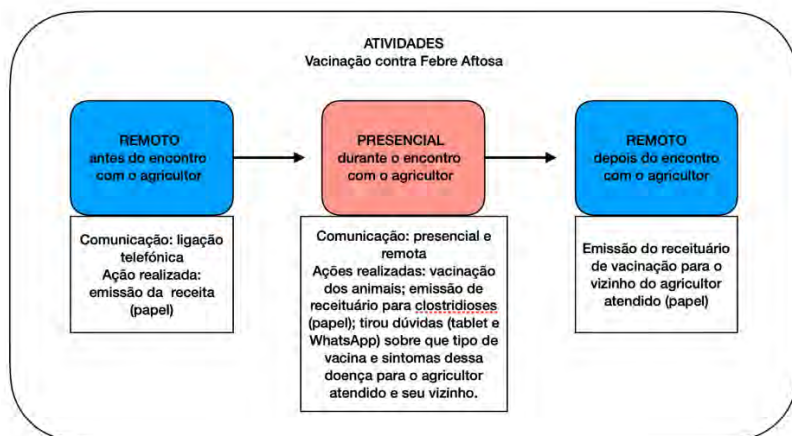 ATIVIDADES
Vacinação contra Febre Aftosa
REMOTO
antes do encontro
com o agricultor
PRESENCIAL
durante o encontro
com o agricultor
REMOTO
depois do encontro
com o agricultor
Comunicação: ligação
telefónica
Ação realizada:
emissão da receita
(papel)
Comunicação: presencial e
remota
Ações realizadas: vacinação
dos animais; emissão de
receituário para clostridioses
(papel); tirou dúvidas (tablet e
WhatsApp) sobre que tipo de
vacina e sintomas dessa
doença para o agricultor
atendido e seu vizinho.
Emissão do receituário
de vacinação para o
vizinho do agricultor
atendido (papel)